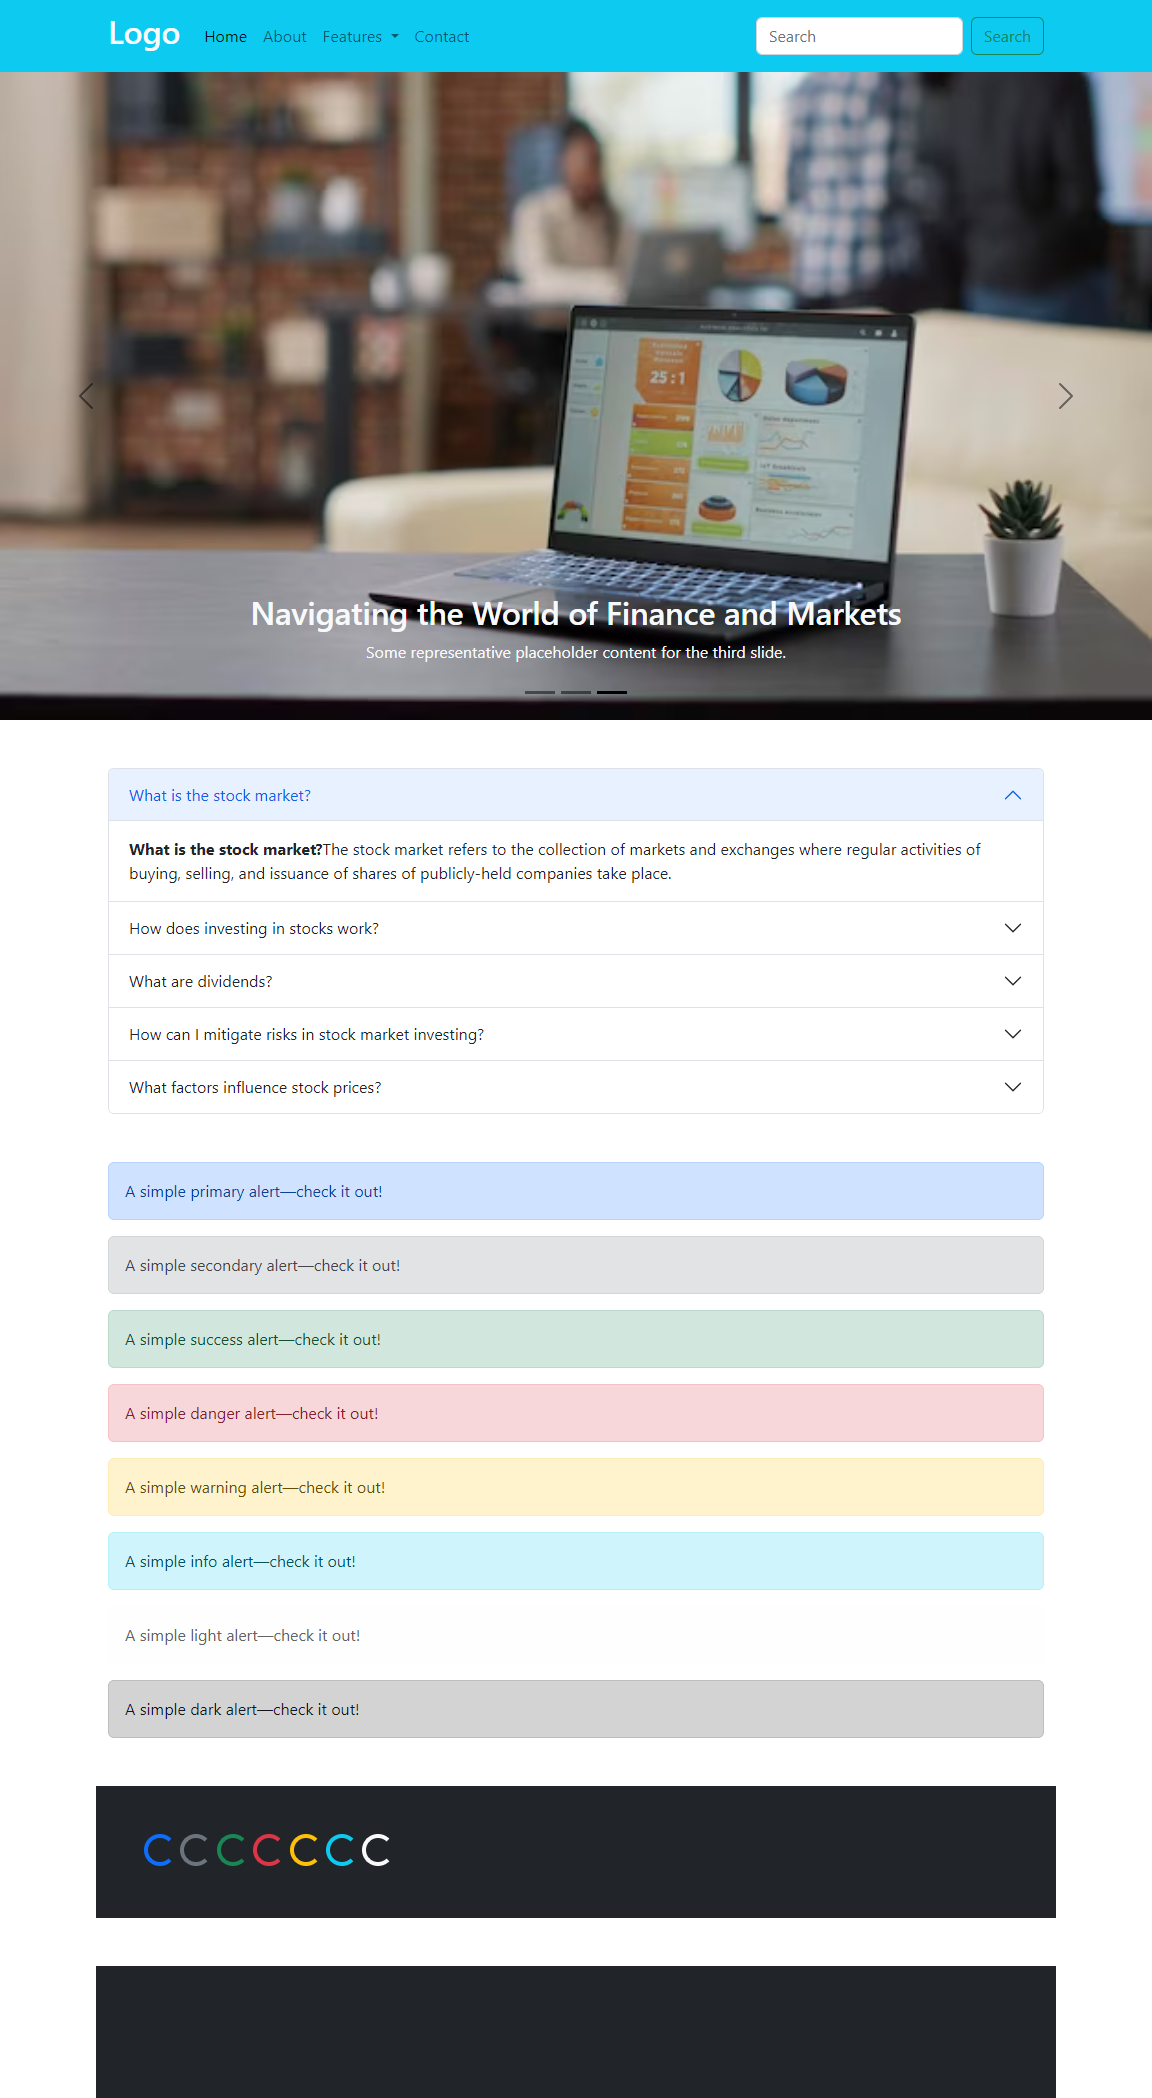 Logo Home About Features Contact Search Search
25:1
Navigating the World of Finance and Markets
Some representative placeholder content for the third slide.
What is the stock market?
What is the stock market?The stock market refers to the collection of markets and exchanges where regular activities of
buying, selling, and issuance of shares of publicly-held companies take place.
How does investing in stocks work?
What are dividends?
How can I mitigate risks in stock market investing?
What factors influence stock prices?
A simple primary alert—check it out!
A simple secondary alert—check it out!
A simple success alert—check it out!
A simple danger alert—check it out!
A simple warning alert—check it out!
A simple info alert—check it out!
A simple light alert—check it out!
A simple dark alert—check it out!